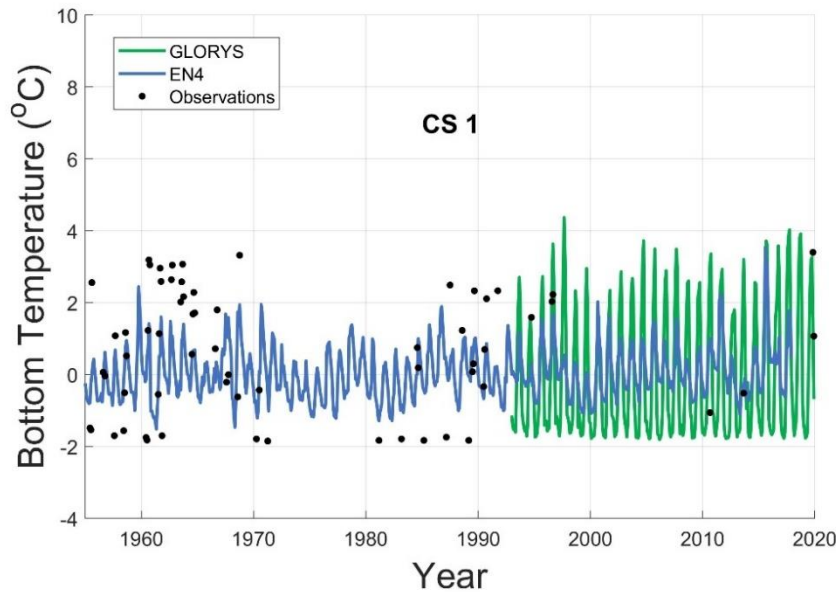 10
8
6
4
2
0
-2
-4
Bottom Temperature (°C)
GLORYS
EN4
Observations
CS 1
1960 1970 1980 1990 2000 2010 2020
Year